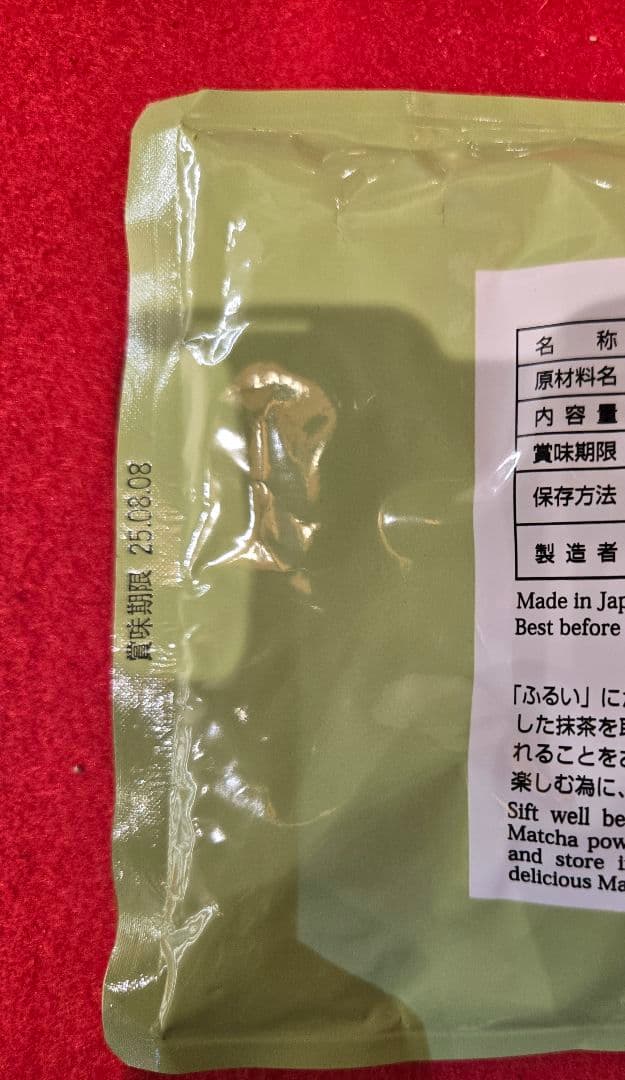 賞味期限 25.08.08
名 称
原材料名
内 容 量
賞味期限
保存方法
製 造 者
Made in Jap
Best before
「ふるい」に
した抹茶を
れることを
楽しむ為に、
Sift well be
Matcha pow
and store i
delicious Ma